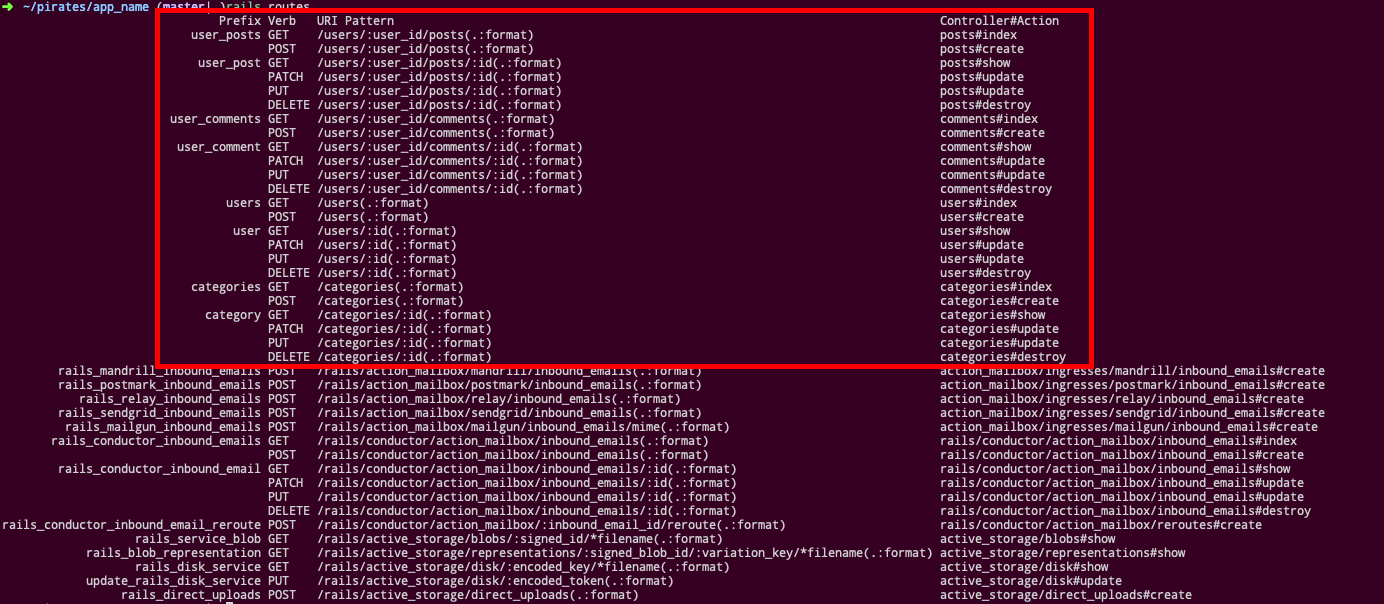 ➜ ~/pirates/app_name (master| )rails routes
Prefix Verb URI Pattern Controller#Action
user_posts GET /users/:user_id/posts(.:format) posts#index
POST /users/:user_id/posts(.:format) posts#create
user_post GET /users/:user_id/posts/:id(.:format) posts#show
PATCH /users/:user_id/posts/:id(.:format) posts#update
PUT /users/:user_id/posts/:id(.:format) posts#update
DELETE /users/:user_id/posts/:id(.:format) posts#destroy
user_comments GET /users/:user_id/comments(.:format) comments#index
POST /users/:user_id/comments(.:format) comments#create
user_comment GET /users/:user_id/comments/:id(.:format) comments#show
PATCH /users/:user_id/comments/:id(.:format) comments#update
PUT /users/:user_id/comments/:id(.:format) comments#update
DELETE /users/:user_id/comments/:id(.:format) comments#destroy
users GET /users(.:format) users#index
POST /users(.:format) users#create
user GET /users/:id(.:format) users#show
PATCH /users/:id(.:format) users#update
PUT /users/:id(.:format) users#update
DELETE /users/:id(.:format) users#destroy
categories GET /categories(.:format) categories#index
POST /categories(.:format) categories#create
category GET /categories/:id(.:format) categories#show
PATCH /categories/:id(.:format) categories#update
PUT /categories/:id(.:format) categories#update
DELETE /categories/:id(.:format) categories#destroy
rails_mandrill_inbound_emails POST /rails/action_mailbox/mandrill/inbound_emails(.:format) action_mailbox/ingresses/mandrill/inbound_emails#create
rails_postmark_inbound_emails POST /rails/action_mailbox/postmark/inbound_emails(.:format) action_mailbox/ingresses/postmark/inbound_emails#create
rails_relay_inbound_emails POST /rails/action_mailbox/relay/inbound_emails(.:format) action_mailbox/ingresses/relay/inbound_emails#create
rails_sendgrid_inbound_emails POST /rails/action_mailbox/sendgrid/inbound_emails(.:format) action_mailbox/ingresses/sendgrid/inbound_emails#create
rails_mailgun_inbound_emails POST /rails/action_mailbox/mailgun/inbound_emails/mime(.:format) action_mailbox/ingresses/mailgun/inbound_emails#create
rails_conductor_inbound_emails GET /rails/conductor/action_mailbox/inbound_emails(.:format) rails/conductor/action_mailbox/inbound_emails#index
POST /rails/conductor/action_mailbox/inbound_emails(.:format) rails/conductor/action_mailbox/inbound_emails#create
rails_conductor_inbound_email GET /rails/conductor/action_mailbox/inbound_emails/:id(.:format) rails/conductor/action_mailbox/inbound_emails#show
PATCH /rails/conductor/action_mailbox/inbound_emails/:id(.:format) rails/conductor/action_mailbox/inbound_emails#update
PUT /rails/conductor/action_mailbox/inbound_emails/:id(.:format) rails/conductor/action_mailbox/inbound_emails#update
DELETE /rails/conductor/action_mailbox/inbound_emails/:id(.:format) rails/conductor/action_mailbox/inbound_emails#destroy
rails_conductor_inbound_email_reroute POST /rails/conductor/action_mailbox/:inbound_email_id/reroute(.:format) rails/conductor/action_mailbox/reroutes#create
rails_service_blob GET /rails/active_storage/blobs/:signed_id/*filename(.:format) active_storage/blobs#show
rails_blob_representation GET /rails/active_storage/representations/:signed_blob_id/:variation_key/*filename(.:format) active_storage/representations#show
rails_disk_service GET /rails/active_storage/disk/:encoded_key/*filename(.:format) active_storage/disk#show
update_rails_disk_service PUT /rails/active_storage/disk/:encoded_token(.:format) active_storage/disk#update
rails_direct_uploads POST /rails/active_storage/direct_uploads(.:format) active_storage/direct_uploads#create